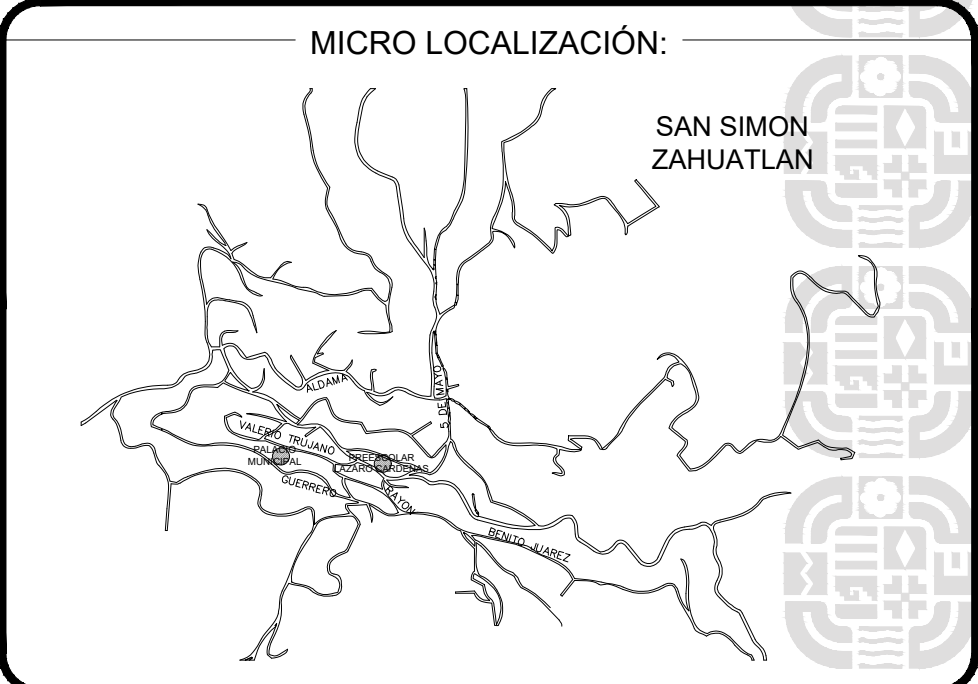 MICRO LOCALIZACIÓN:
SAN SIMON
ZAHUATLAN
ALDAMA
5 DE MAYO
VALERIO TRUJANO
PALACIO
MUNICIPAL
PREESCOLAR
LAZARO CARDENAS
GUERRERO
RAYON
BENITO JUAREZ